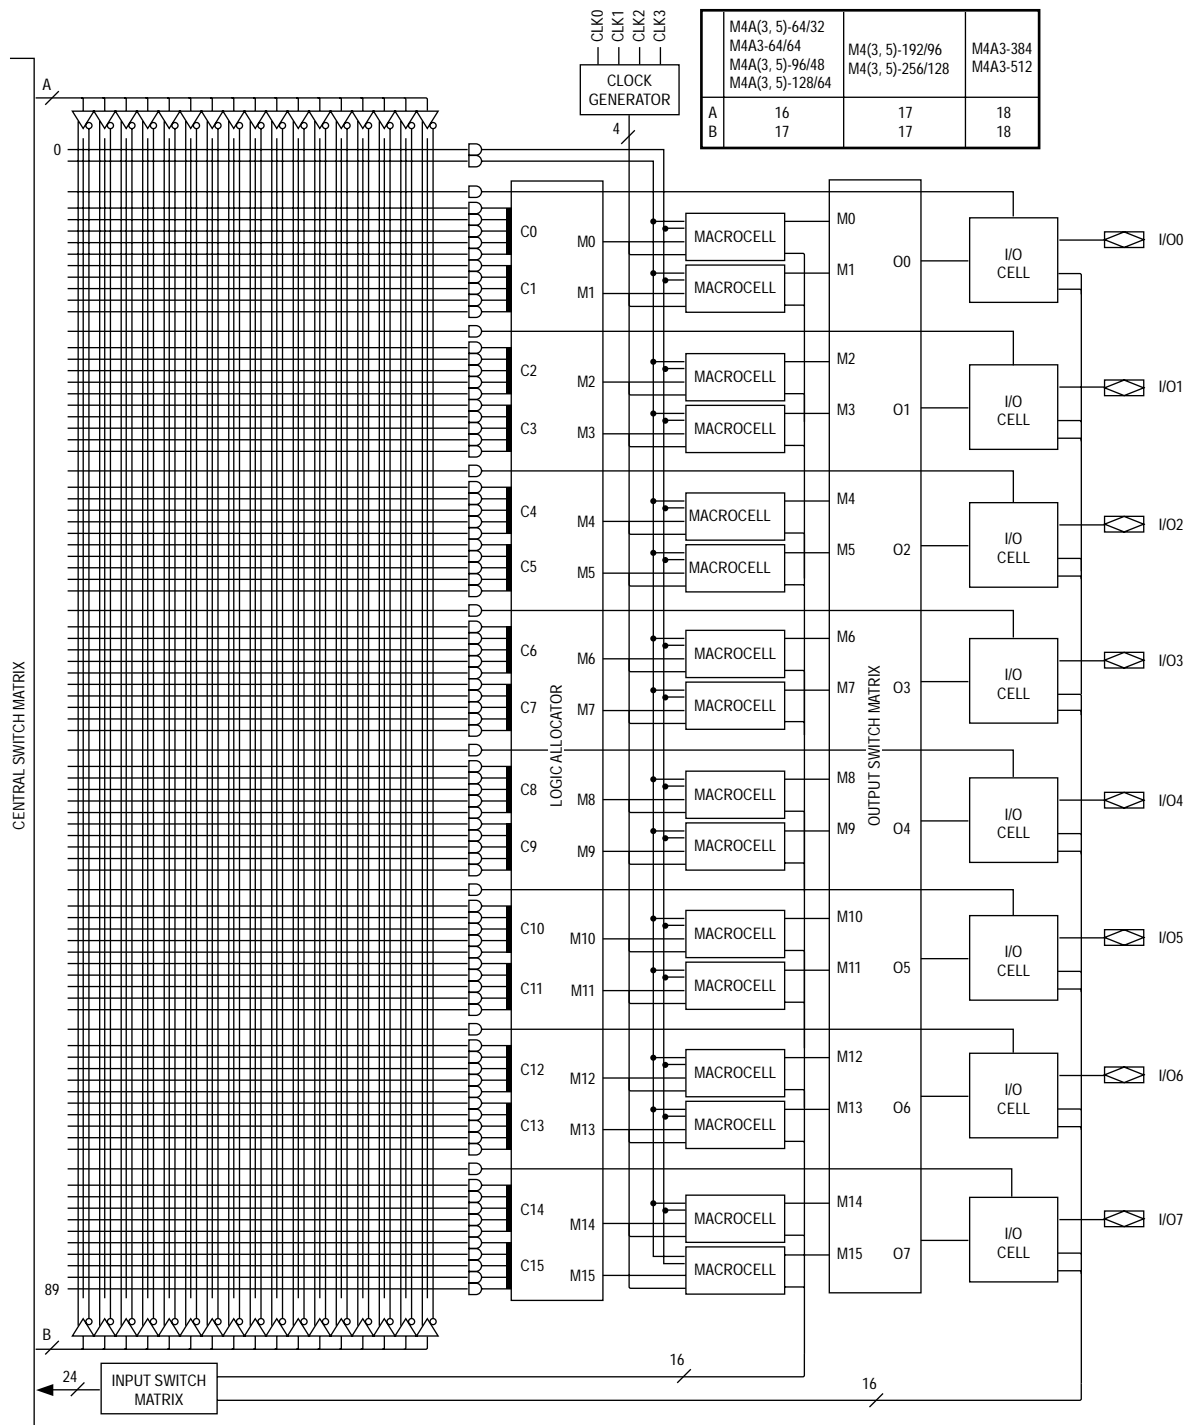 CLK0
CLK1
CLK2
CLK3
CLOCK
GENERATOR
4
M4A(3, 5)-64/32
M4A3-64/64
M4A(3, 5)-96/48
M4A(3, 5)-128/64
M4(3, 5)-192/96
M4(3, 5)-256/128
M4A3-384
M4A3-512
A 16 17 18
B 17 17 18
A
0
CENTRAL SWITCH MATRIX
LOGIC ALLOCATOR
OUTPUT SWITCH MATRIX
C0 M0 MACROCELL M0
O0 I/O CELL I/O0
C1 M1 MACROCELL M1
C2 M2 MACROCELL M2
O1 I/O CELL I/O1
C3 M3 MACROCELL M3
C4 M4 MACROCELL M4
O2 I/O CELL I/O2
C5 M5 MACROCELL M5
C6 M6 MACROCELL M6
O3 I/O CELL I/O3
C7 M7 MACROCELL M7
C8 M8 MACROCELL M8
O4 I/O CELL I/O4
C9 M9 MACROCELL M9
C10 M10 MACROCELL M10
O5 I/O CELL I/O5
C11 M11 MACROCELL M11
C12 M12 MACROCELL M12
O6 I/O CELL I/O6
C13 M13 MACROCELL M13
C14 M14 MACROCELL M14
O7 I/O CELL I/O7
C15 M15 MACROCELL M15
89
B
24
INPUT SWITCH
MATRIX
16
16